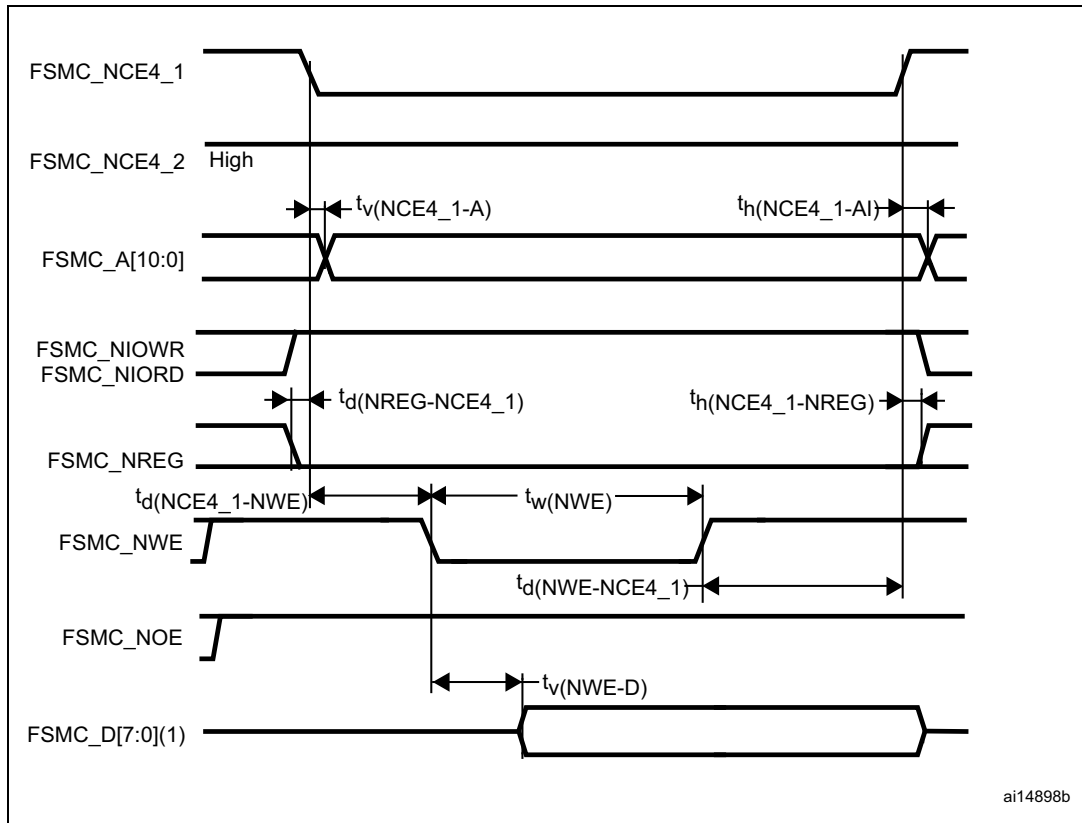 FSMC_NCE4_1
FSMC_NCE4_2
High
tv(NCE4_1-A)
th(NCE4_1-AI)
FSMC_A[10:0]
FSMC_NIOWR
FSMC_NIORD
td(NREG-NCE4_1)
th(NCE4_1-NREG)
FSMC_NREG
td(NCE4_1-NWE)
tw(NWE)
FSMC_NWE
td(NWE-NCE4_1)
FSMC_NOE
tv(NWE-D)
FSMC_D[7:0](1)
ai14898b